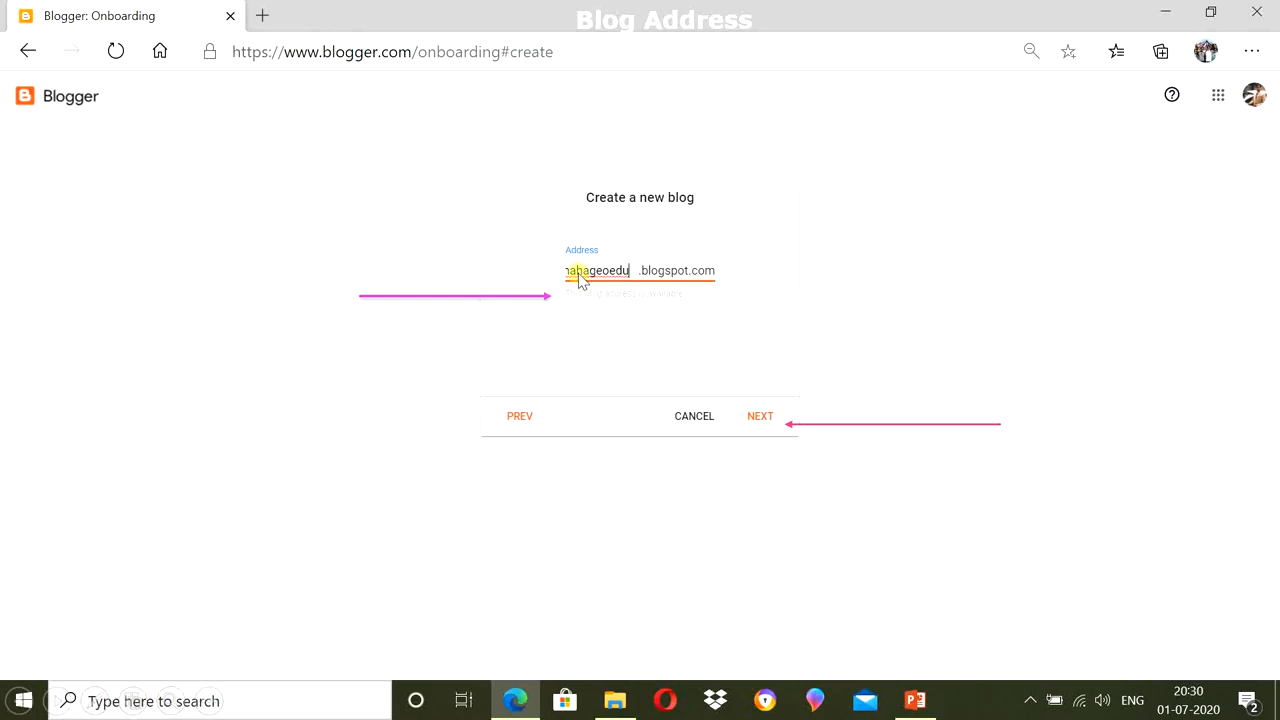 Blogger: Onboarding
Blog Address
https://www.blogger.com/onboarding#create
Blogger
Create a new blog
Address
.blogspot.com
PREV
CANCEL
NEXT
Type here to search
ENG
20:30
01-07-2020
2